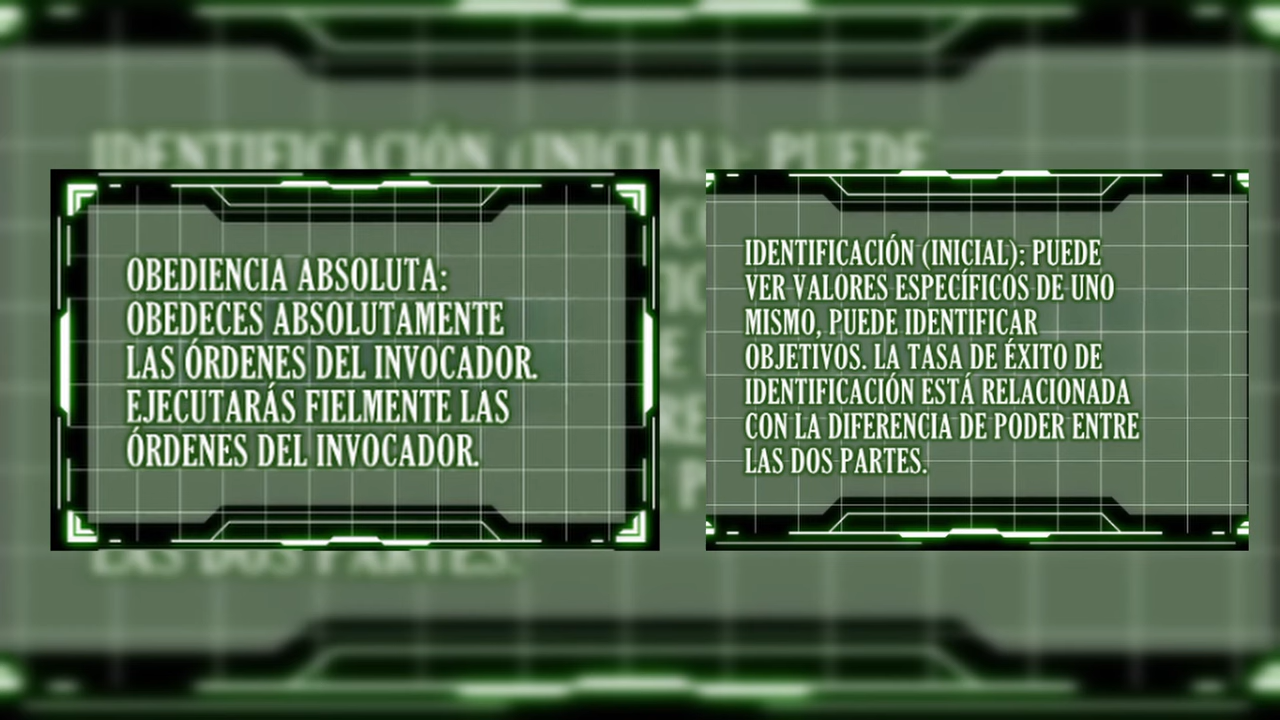 OBEDIENCIA ABSOLUTA:
OBEDECES ABSOLUTAMENTE
LAS ÓRDENES DEL INVOCADOR.
EJECUTARÁS FIELMENTE LAS
ÓRDENES DEL INVOCADOR.
IDENTIFICACIÓN (INICIAL): PUEDE
VER VALORES ESPECÍFICOS DE UNO
MISMO, PUEDE IDENTIFICAR
OBJETIVOS. LA TASA DE ÉXITO DE
IDENTIFICACIÓN ESTÁ RELACIONADA
CON LA DIFERENCIA DE PODER ENTRE
LAS DOS PARTES.